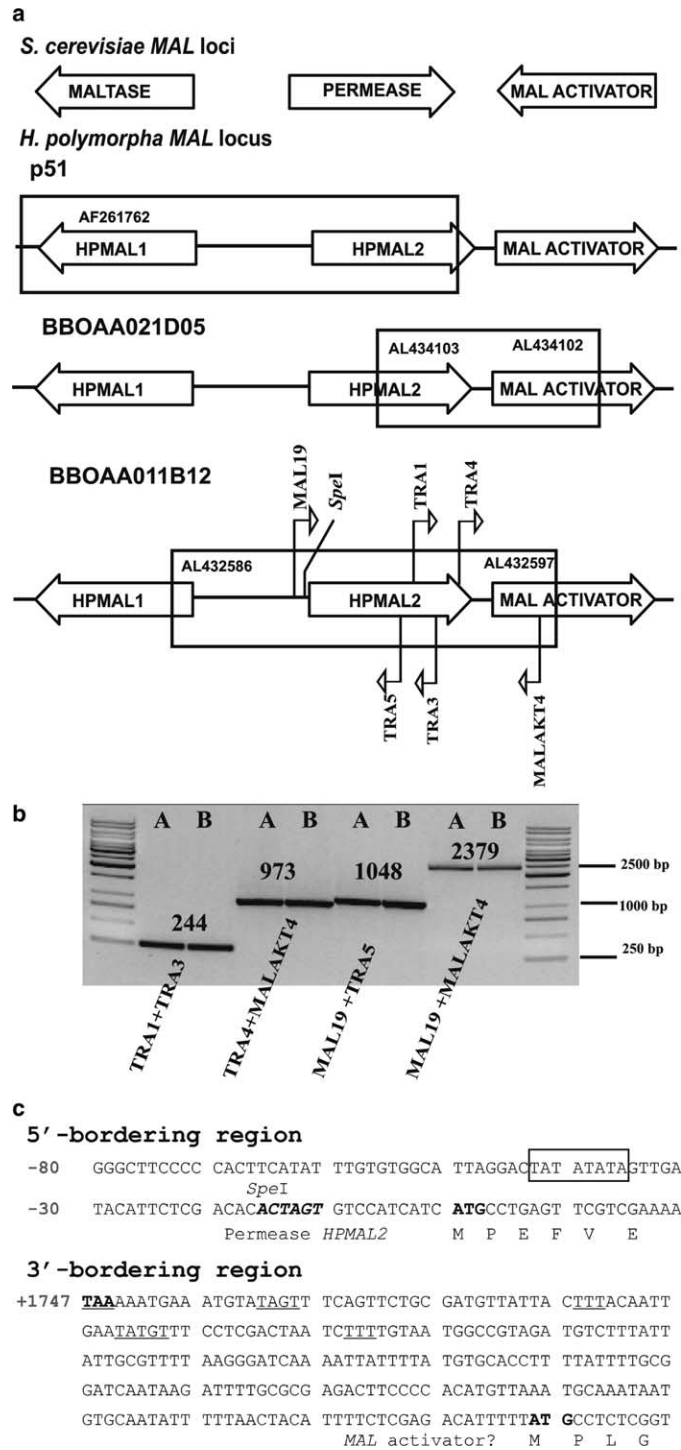 a
S. cerevisiae MAL loci
MALTASE PERMEASE MAL ACTIVATOR
H. polymorpha MAL locus
p51
AF261762
HPMAL1 HPMAL2 MAL ACTIVATOR
BBOAA021D05
AL434103 AL434102
HPMAL1 HPMAL2 MAL ACTIVATOR
BBOAA011B12
MAL19 SpeI TRA1 TRA4
AL432586 AL432597
HPMAL1 HPMAL2 MAL ACTIVATOR
TRA5 TRA3 MALAKT4
b
A B A B A B A B
244 973 1048 2379
2500 bp
1000 bp
250 bp
TRA1+TRA3 TRA4+MALAKT4 MAL19 +TRA5 MAL19 +MALAKT4
c
5’-bordering region
-80 GGGCTTCCCC CACTTCATAT TTGTGTGGCA TTAGGACTAT ATATAGTTGA
SpeI
-30 TACATTCTCG ACACACTAGT GTCCATCATC ATGCCTGAGT TCGTCGAAAA
Permease HPMAL2 M P E F V E
3’-bordering region
+1747 TAAAAATGAA ATGTATAGTT TCAGTTCTGC GATGTTATTA CTTTACAATT
GAATATGTTT CCTCGACTAA TCTTTTGTAA TGGCCGTAGA TGTCTTTATT
ATTGCGTTTT AAGGGATCAA AATTATTTTA TGTGCACCTT TTATTTTGCG
GATCAATAAG ATTTTGCGCG AGACTTCCCC ACATGTTAAA TGCAAATAAT
GTGCAATATT TTTAACTACA TTTTCTCGAG ACATTTTTAT GCCTCTCGGT
MAL activator? M P L G